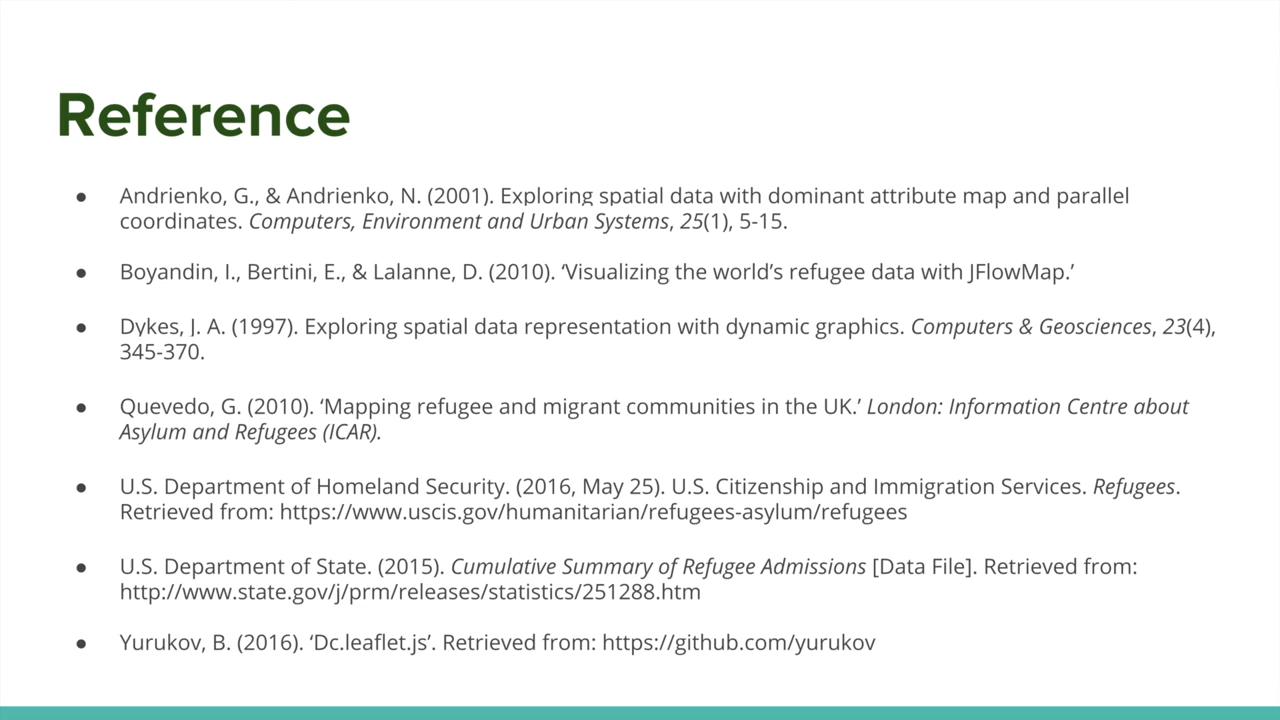 Reference
● Andrienko, G., & Andrienko, N. (2001). Exploring spatial data with dominant attribute map and parallel
coordinates. Computers, Environment and Urban Systems, 25(1), 5-15.
● Boyandin, I., Bertini, E., & Lalanne, D. (2010). ‘Visualizing the world’s refugee data with JFlowMap.’
● Dykes, J. A. (1997). Exploring spatial data representation with dynamic graphics. Computers & Geosciences, 23(4),
345-370.
● Quevedo, G. (2010). ‘Mapping refugee and migrant communities in the UK.’ London: Information Centre about
Asylum and Refugees (ICAR).
● U.S. Department of Homeland Security. (2016, May 25). U.S. Citizenship and Immigration Services. Refugees.
Retrieved from: https://www.uscis.gov/humanitarian/refugees-asylum/refugees
● U.S. Department of State. (2015). Cumulative Summary of Refugee Admissions [Data File]. Retrieved from:
http://www.state.gov/j/prm/releases/statistics/251288.htm
● Yurukov, B. (2016). ‘Dc.leaflet.js’. Retrieved from: https://github.com/yurukov